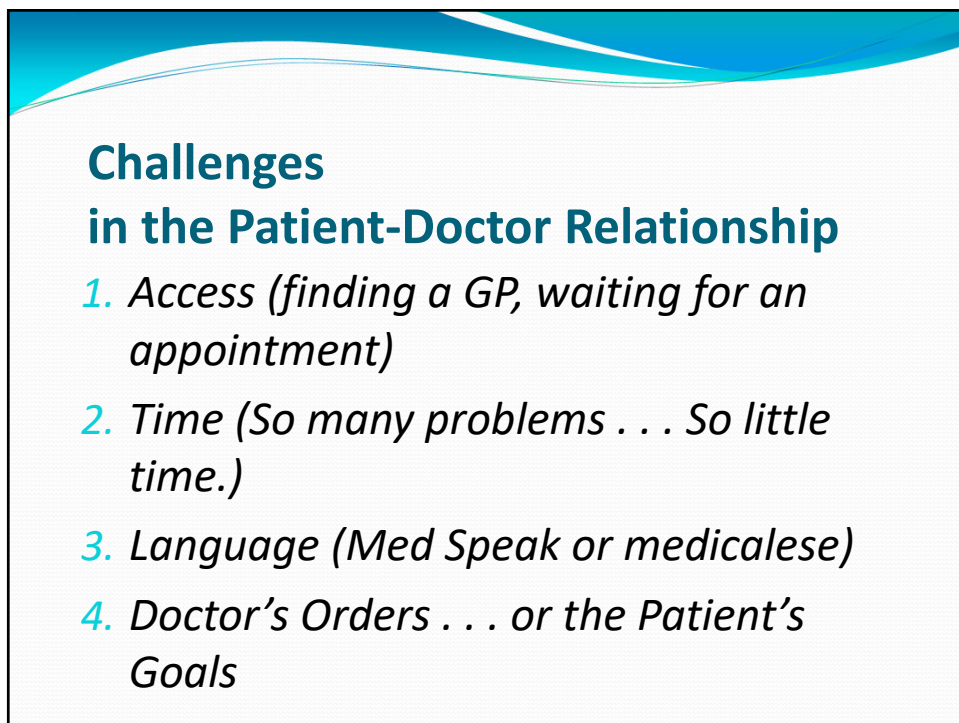 Challenges
in the Patient-Doctor Relationship
1. Access (finding a GP, waiting for an
appointment)
2. Time (So many problems . . . So little
time.)
3. Language (Med Speak or medicalese)
4. Doctor’s Orders . . . or the Patient’s
Goals